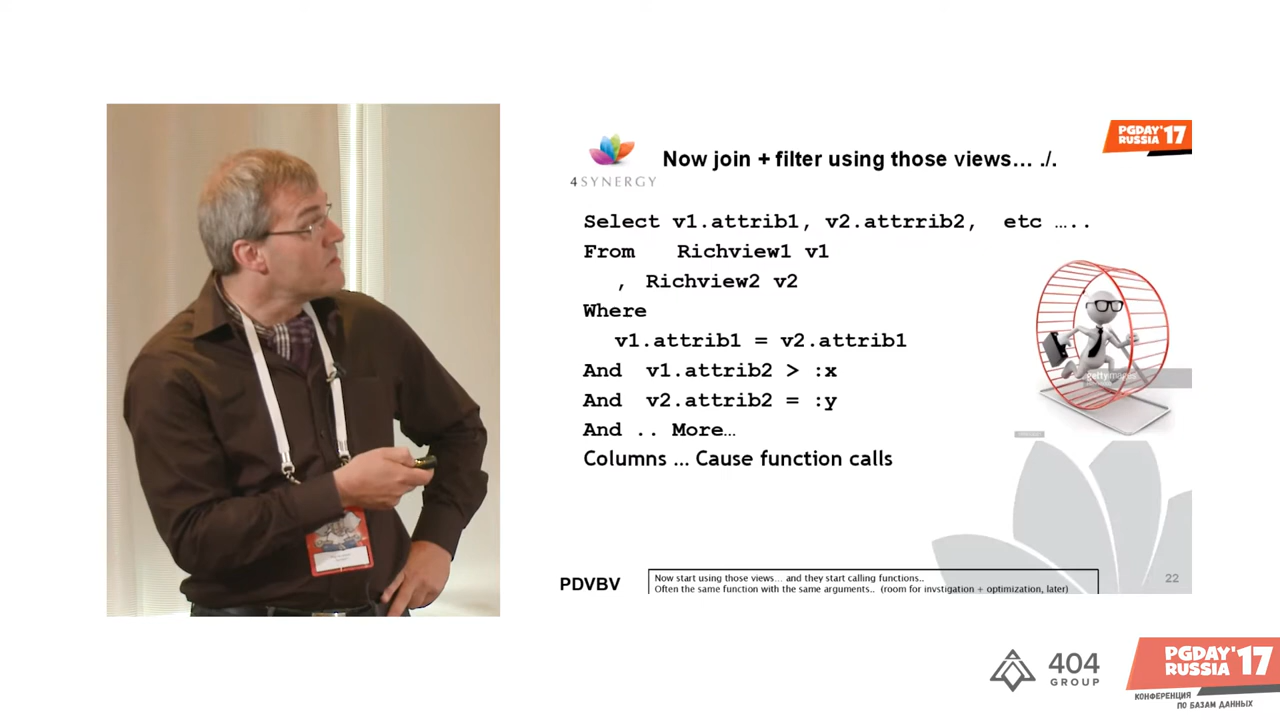 PGDAY'17
RUSSIA
4SYNERGY
Now join + filter using those views… ./.
Select v1.attrib1, v2.attrrib2, etc …..
From Richview1 v1
, Richview2 v2
Where
v1.attrib1 = v2.attrib1
And v1.attrib2 > :x
And v2.attrib2 = :y
And .. More…
Columns … Cause function calls
gettyimages
PDVBV
Now start using those views… and they start calling functions..
Often the same function with the same arguments.. (room for invstigation + optimization, later)
22
404
GROUP
PGDAY'17
RUSSIA
КОНФЕРЕНЦИЯ
ПО БАЗАМ ДАННЫХ